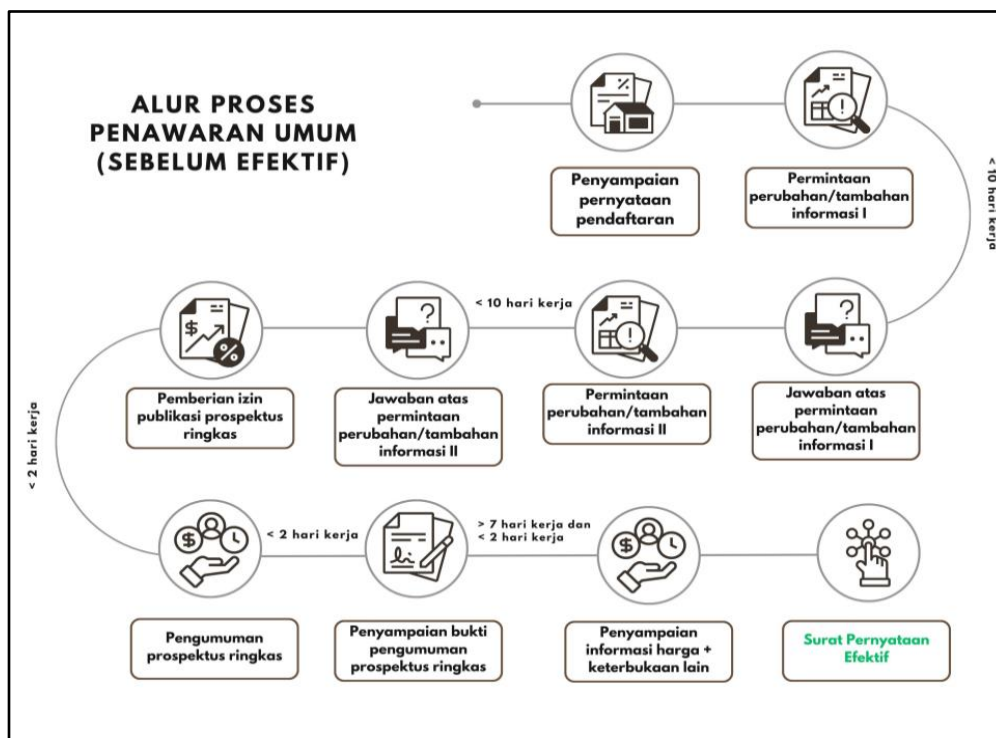 ALUR PROSES
PENAWARAN UMUM
(SEBELUM EFEKTIF)
Penyampaian
pernyataan
pendaftaran
Permintaan
perubahan/tambahan
informasi I
< 10 hari kerja
Jawaban atas
permintaan
perubahan/tambahan
informasi I
Permintaan
perubahan/tambahan
informasi II
< 10 hari kerja
Jawaban atas
permintaan
perubahan/tambahan
informasi II
Pemberian izin
publikasi prospektus
ringkas
< 2 hari kerja
Pengumuman
prospektus ringkas
< 2 hari kerja
Penyampaian bukti
pengumuman
prospektus ringkas
> 7 hari kerja dan
< 2 hari kerja
Penyampaian
informasi harga +
keterbukaan lain
Surat Pernyataan
Efektif